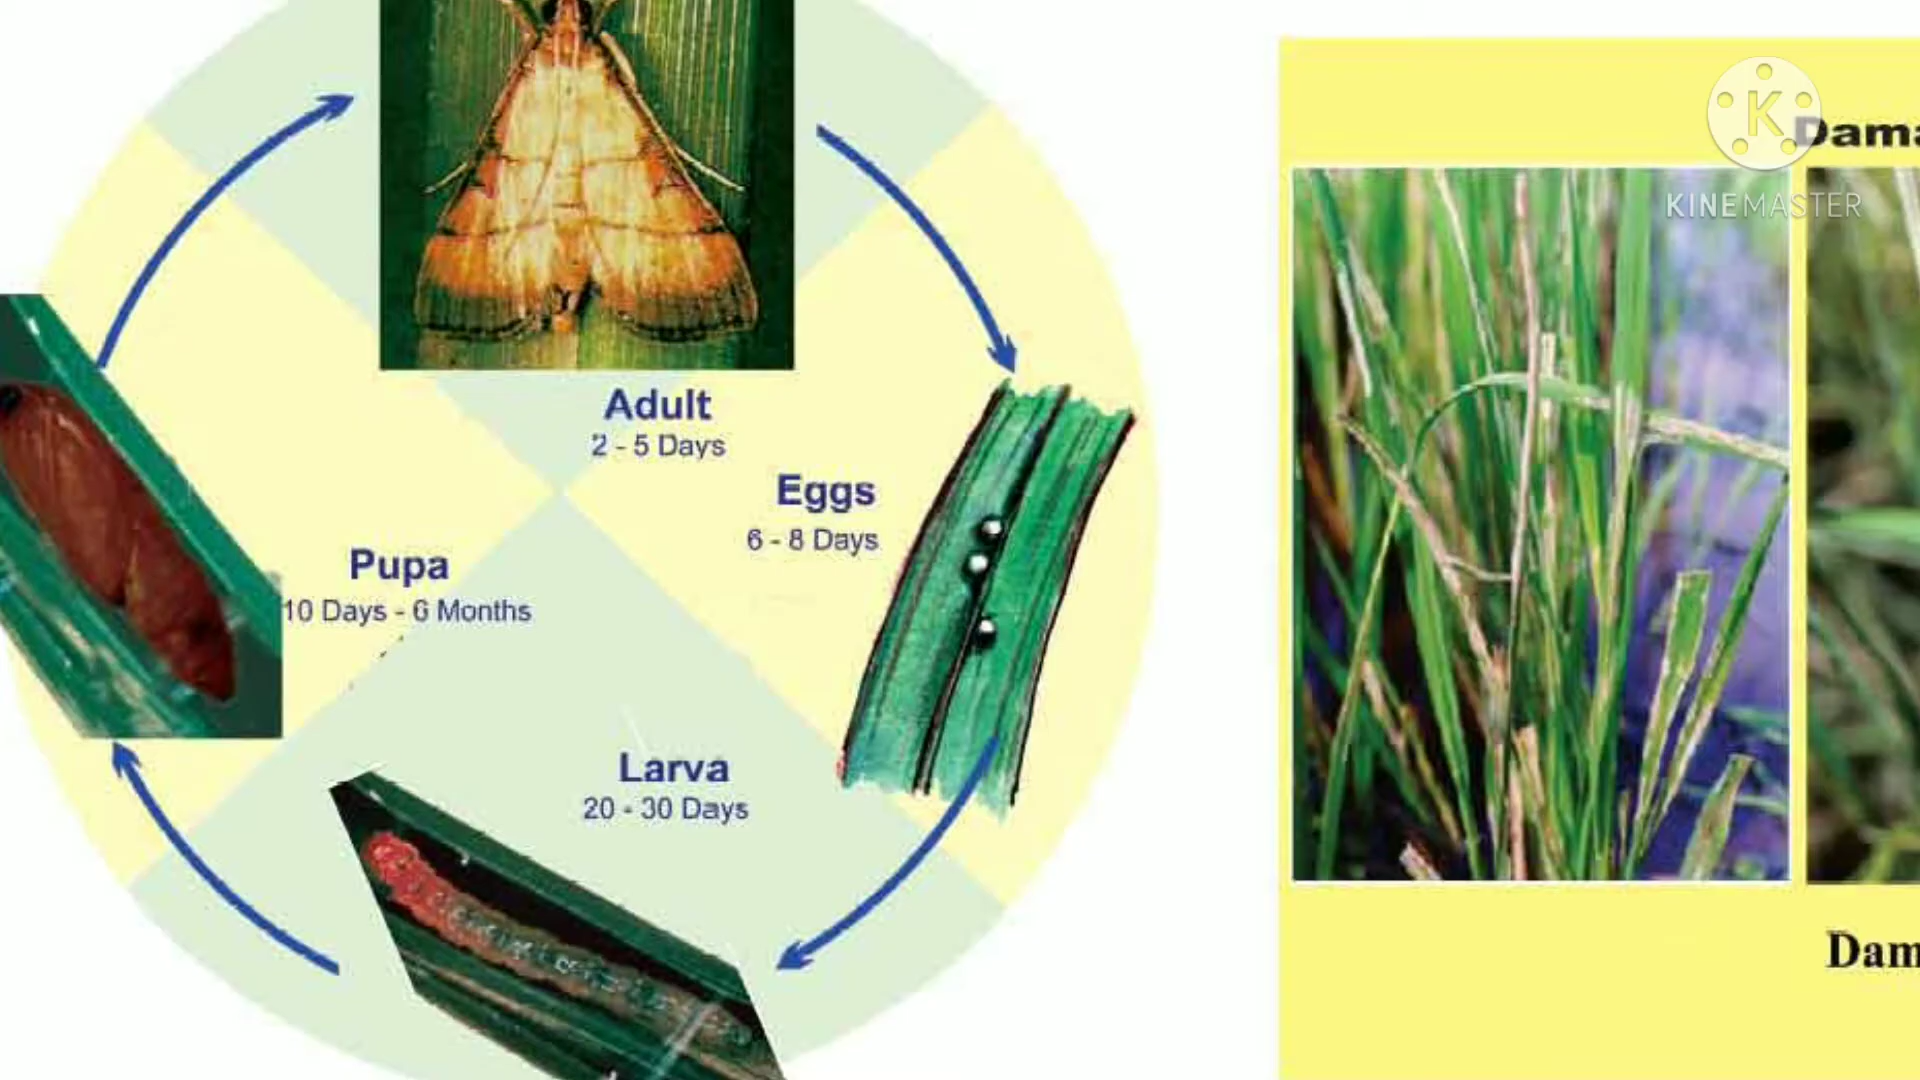 Adult
2 - 5 Days
Eggs
6 - 8 Days
Pupa
10 Days - 6 Months
Larva
20 - 30 Days
K
KINEMASTER
Dama
Dam